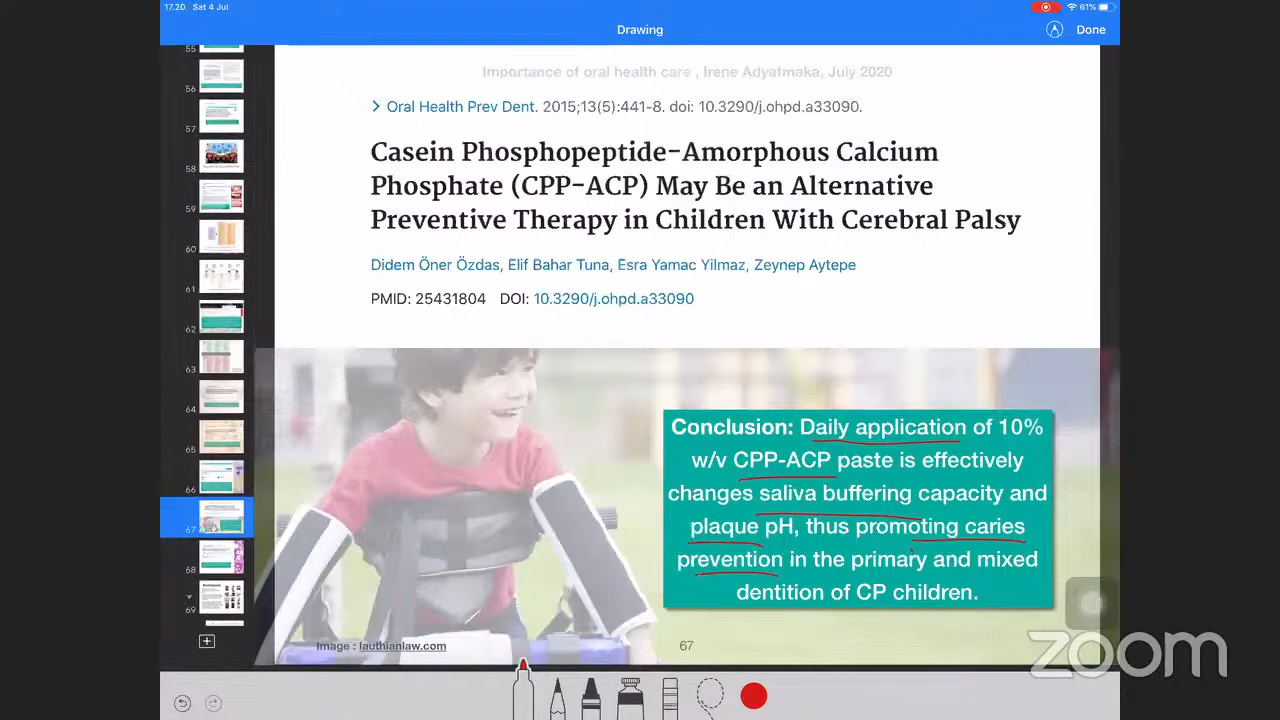 17.20 Sat 4 Jul
61%
Drawing
Done
55
56
57
58
59
60
61
62
63
64
65
66
67
68
69
Importance of oral healthcare , Irene Adyatmaka, July 2020
Oral Health Prev Dent. 2015;13(5):441-8. doi: 10.3290/j.ohpd.a33090.
Casein Phosphopeptide-Amorphous Calcium
Phosphate (CPP-ACP) May Be an Alternative
Preventive Therapy in Children With Cerebral Palsy
Didem Öner Özdas, Elif Bahar Tuna, Esra Yamac Yilmaz, Zeynep Aytepe
PMID: 25431804 DOI: 10.3290/j.ohpd.a33090
Conclusion: Daily application of 10%
w/v CPP-ACP paste is effectively
changes saliva buffering capacity and
plaque pH, thus promoting caries
prevention in the primary and mixed
dentition of CP children.
Image : lauthianlaw.com
67
zoom